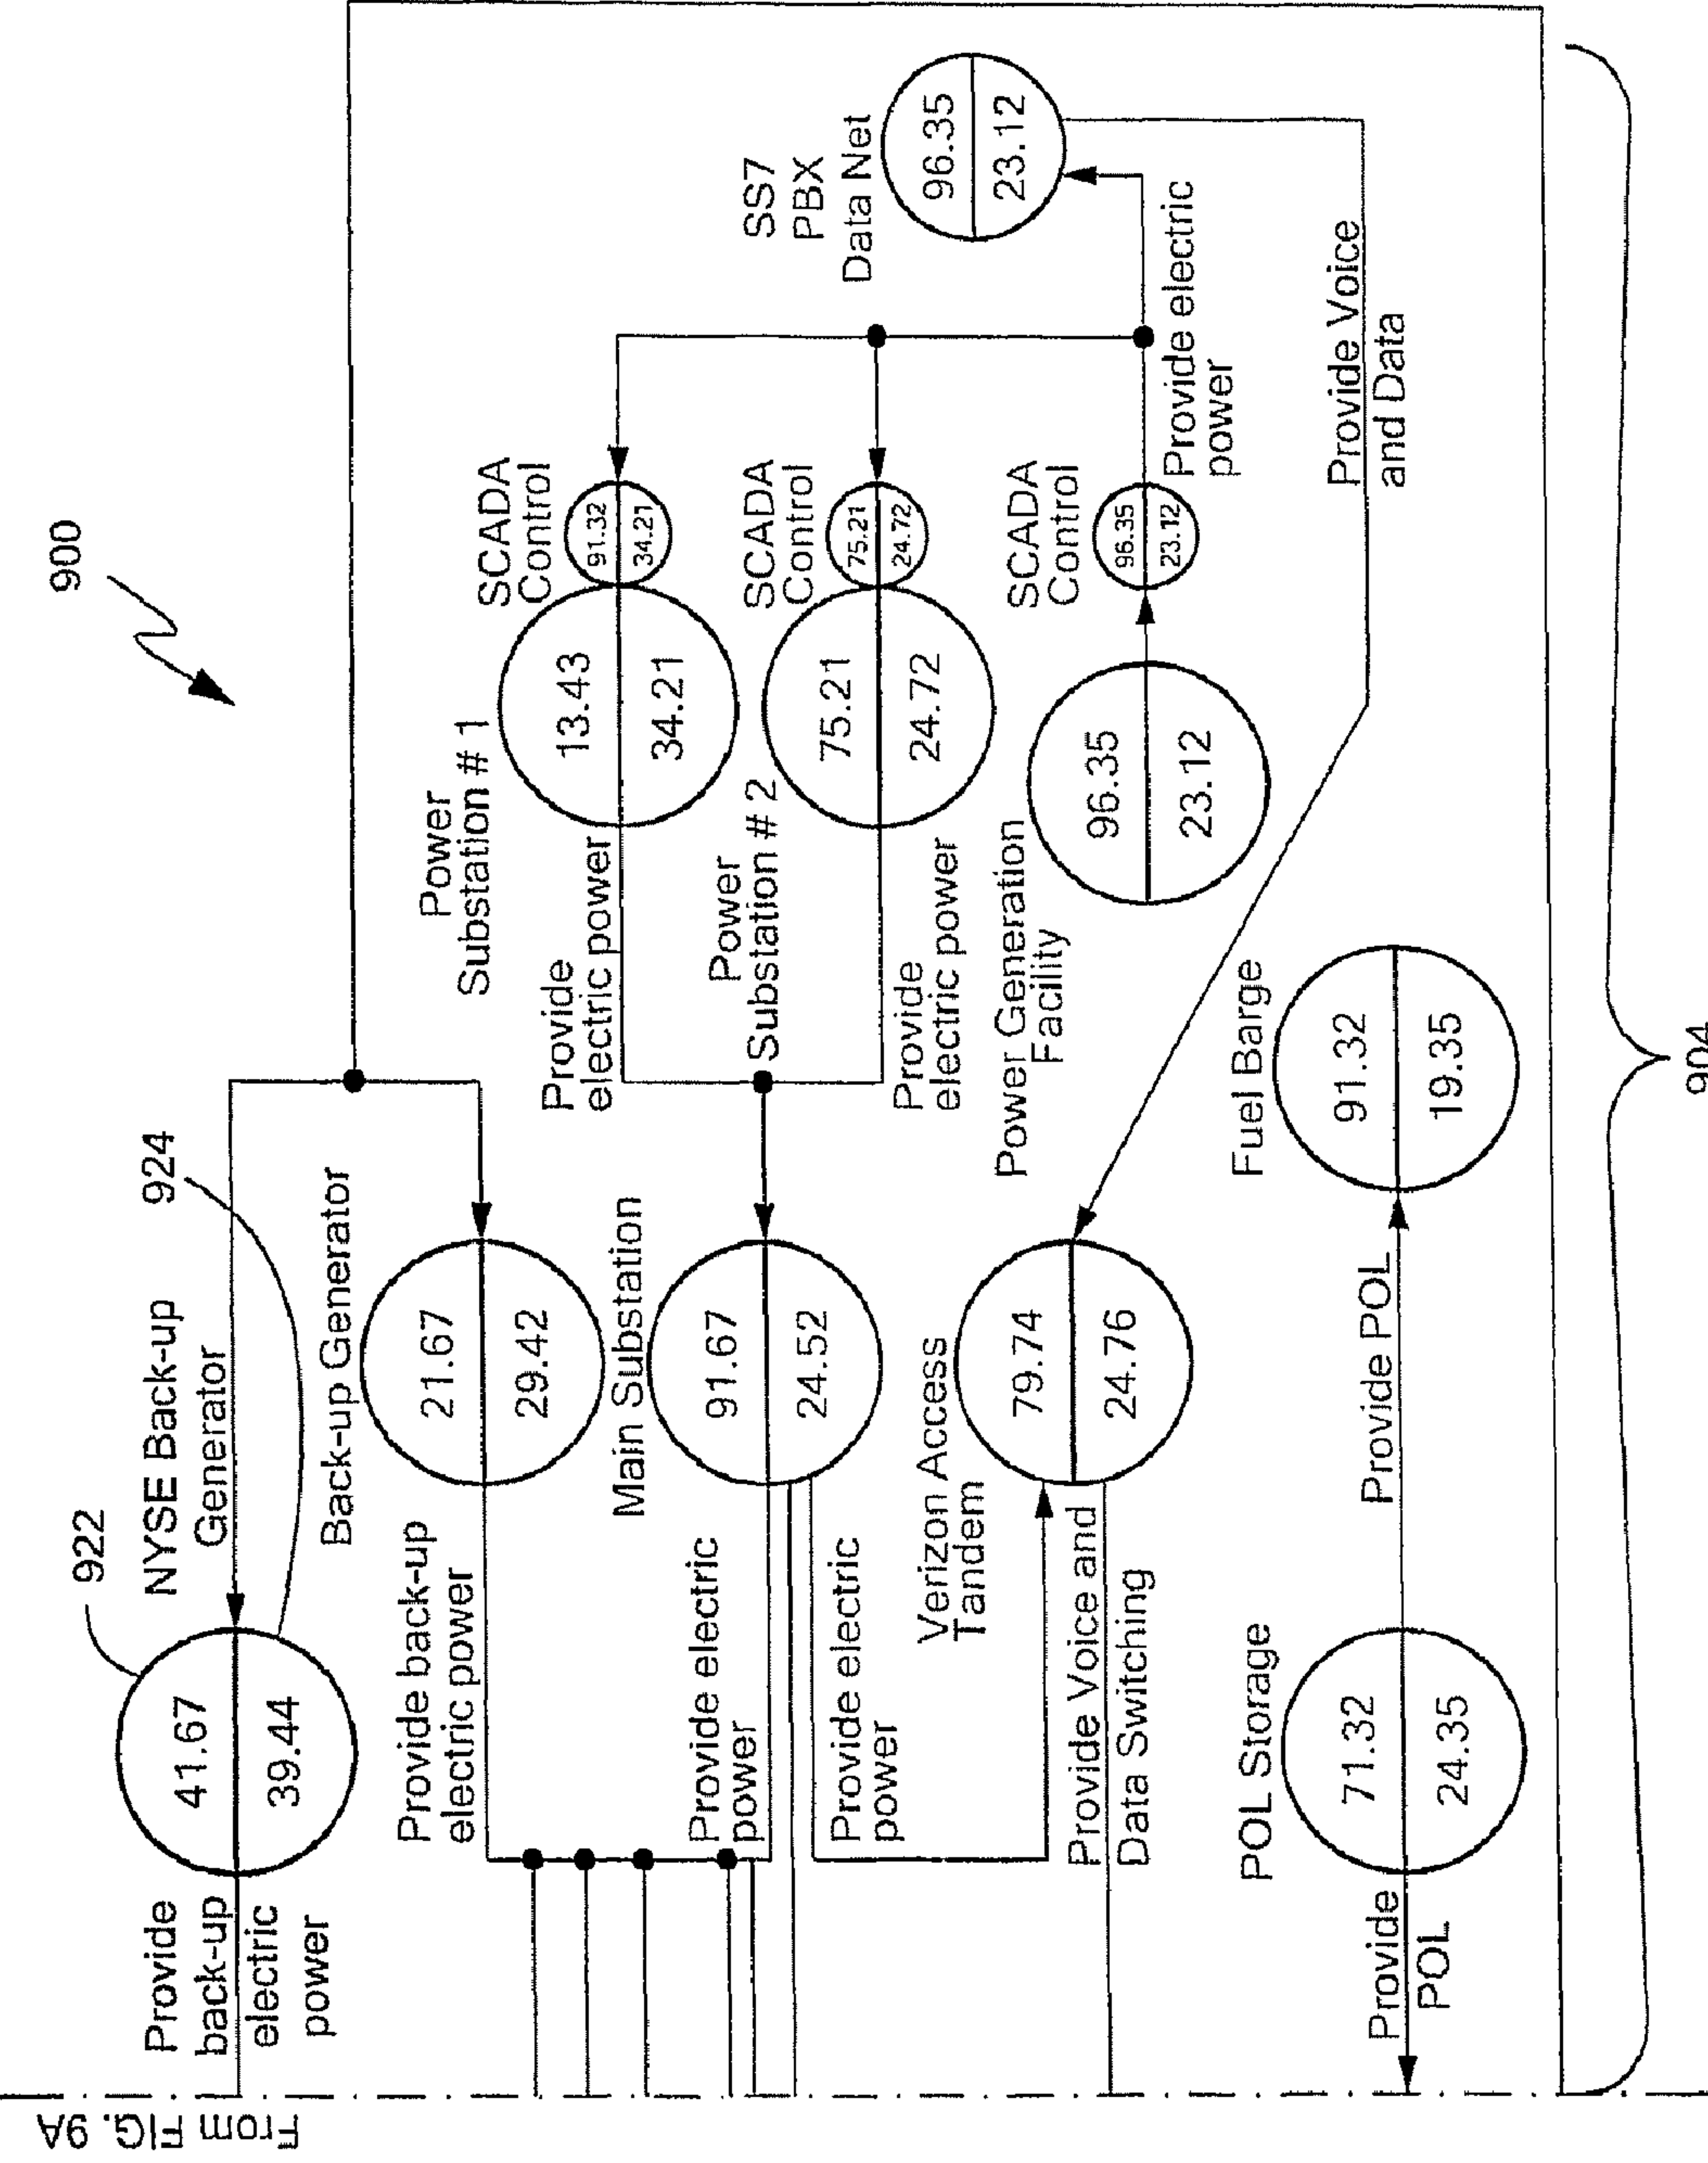 900
From FIG. 9A
922
924
NYSE Back-up
Generator
41.67
39.44
Provide
back-up
electric
power
Back-up Generator
21.67
29.42
Provide back-up
electric power
Main Substation
91.67
24.52
Provide electric
power
Provide electric
power
Power
Substation # 1
13.43
34.21
SCADA
Control
91.32
34.21
Provide
electric power
Power
Substation # 2
75.21
24.72
SCADA
Control
75.21
24.72
Provide
electric power
Power Generation
Facility
96.35
23.12
SCADA
Control
96.35
23.12
Provide electric
power
SS7
PBX
Data Net
96.35
23.12
Provide Voice
and Data
Verizon Access
Tandem
79.74
24.76
Provide Voice and
Data Switching
POL Storage
71.32
24.35
Provide
POL
Provide POL
Fuel Barge
91.32
19.35
904